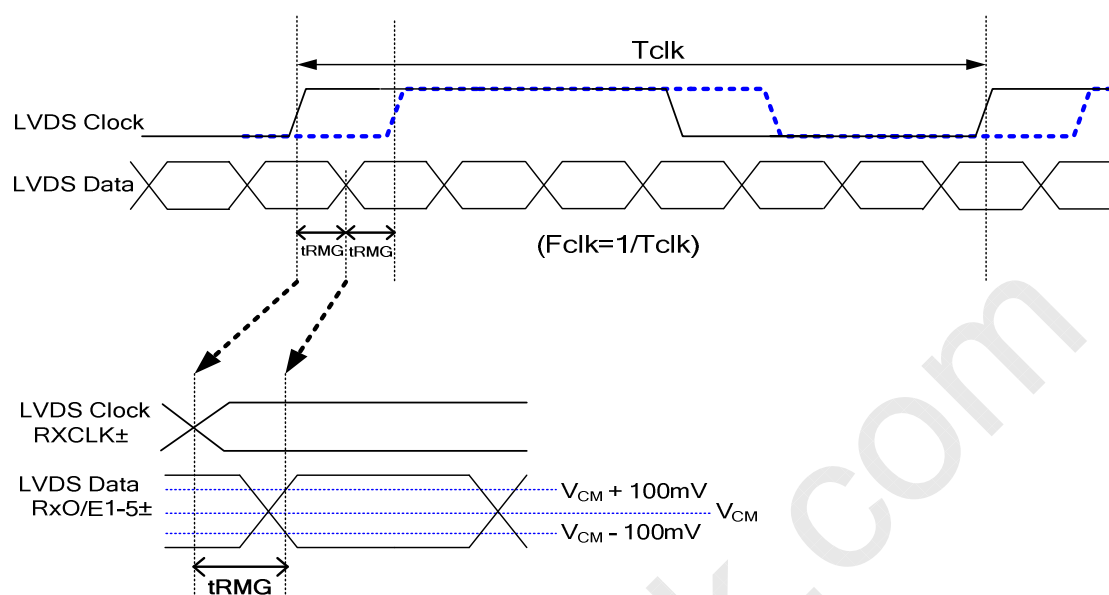 Tclk
LVDS Clock
LVDS Data
tRMG tRMG
(Fclk=1/Tclk)
LVDS Clock
RXCLK±
LVDS Data
RxO/E1-5±
VCM + 100mV
VCM
VCM - 100mV
tRMG
k.com